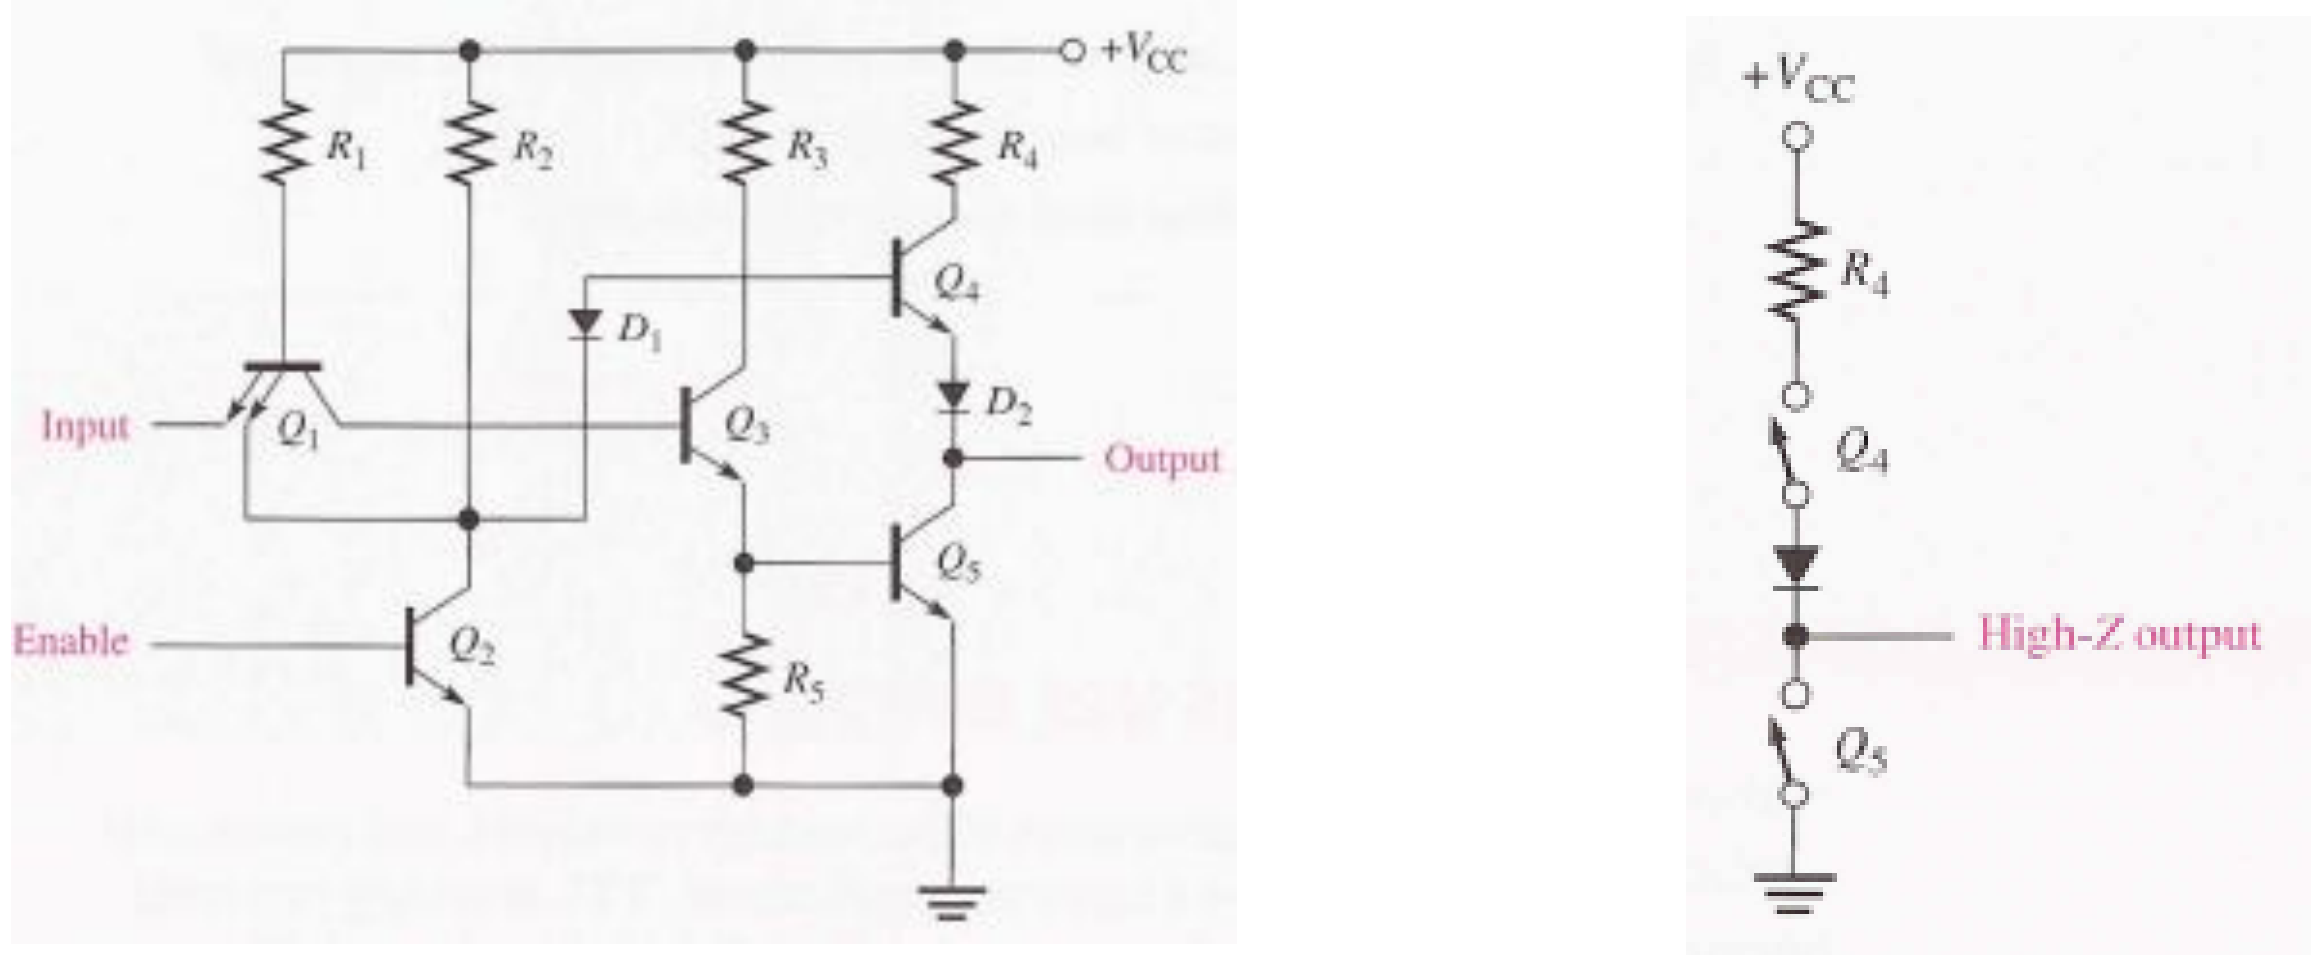 +VCC
R1
R2
R3
R4
Q4
D1
D2
Input
Q1
Q3
Output
Q5
Enable
Q2
R5
+VCC
R4
Q4
High-Z output
Q5